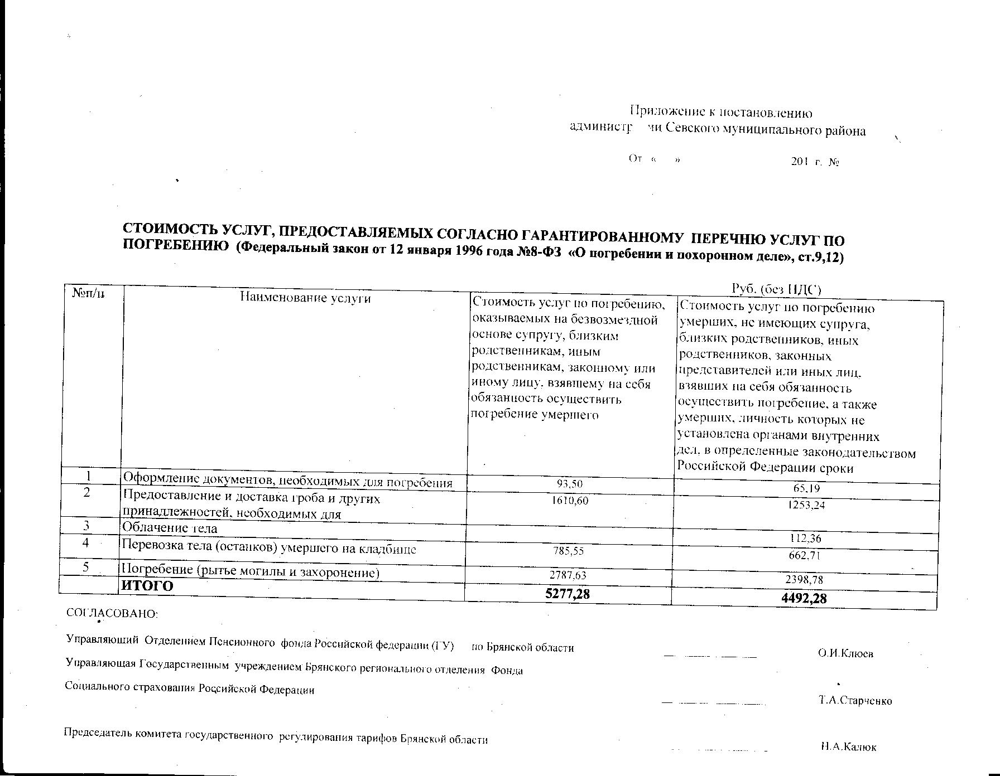 Приложение к постановлению
администр ии Севского муниципального района
От « » 201 г. №
СТОИМОСТЬ УСЛУГ, ПРЕДОСТАВЛЯЕМЫХ СОГЛАСНО ГАРАНТИРОВАННОМУ ПЕРЕЧНЮ УСЛУГ ПО
ПОГРЕБЕНИЮ (Федеральный закон от 12 января 1996 года №8-ФЗ «О погребении и похоронном деле», ст.9,12)
Руб. (без НДС)
№п/п
Наименование услуги
Стоимость услуг по погребению,
оказываемых на безвозмездной
основе супругу, близким
родственникам, иным
родственникам, законному или
иному лицу, взявшему на себя
обязанность осуществить
погребение умершего
Стоимость услуг по погребению
умерших, не имеющих супруга,
близких родственников, иных
родственников, законных
представителей или иных лиц,
взявших на себя обязанность
осуществить погребение, а также
умерших, личность которых не
установлена органами внутренних
дел, в определенные законодательством
Российской Федерации сроки
1 Оформление документов, необходимых для погребения 93,50 65,19
2 Предоставление и доставка гроба и других 1610,60 1253,24
принадлежностей, необходимых для
3 Облачение тела 112,36
4 Перевозка тела (останков) умершего на кладбище 785,55 662,71
5 Погребение (рытье могилы и захоронение) 2787,63 2398,78
ИТОГО 5277,28 4492,28
СОГЛАСОВАНО:
Управляющий Отделением Пенсионного фонда Российской федерации (ГУ) по Брянской области О.И.Клюев
Управляющая Государственным учреждением Брянского регионального отделения Фонда
Социального страхования Российской Федерации Т.А.Старченко
Председатель комитета государственного регулирования тарифов Брянской области Н.А.Калюк